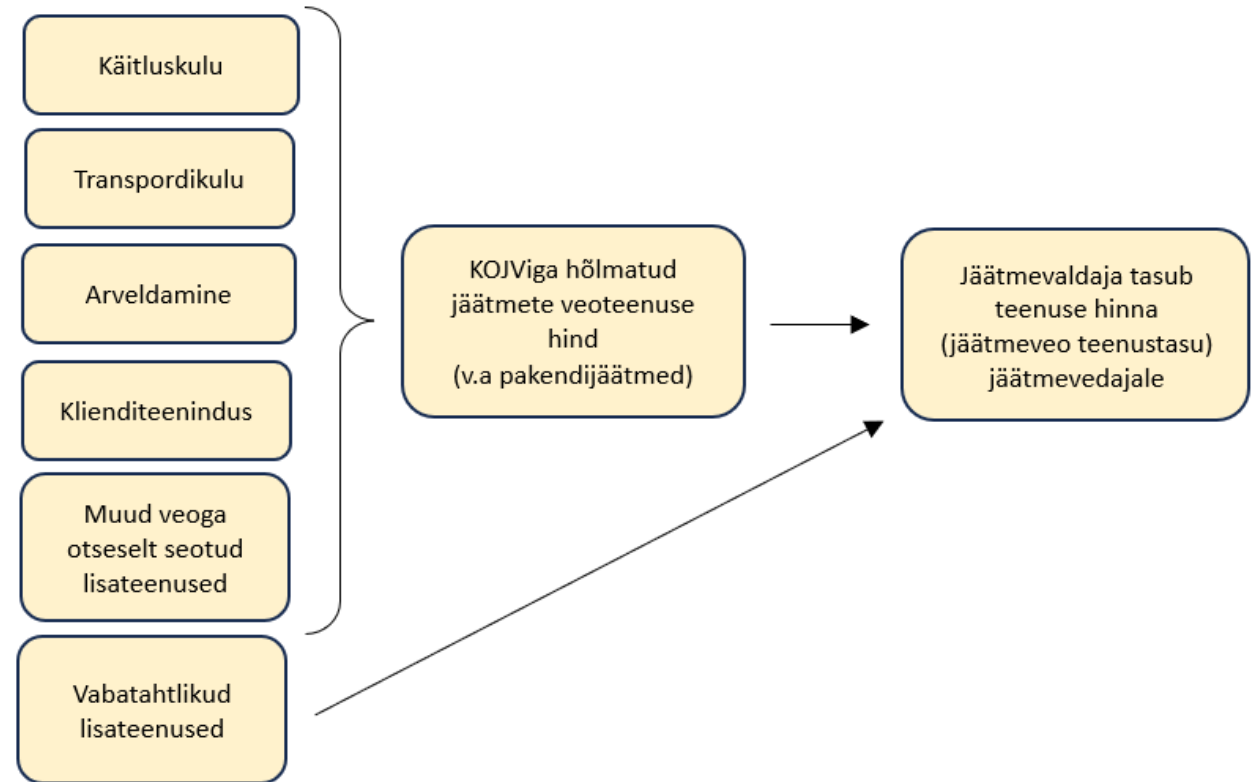 Käitluskulu
Transpordikulu
Arveldamine
Klienditeenindus
Muud veoga
otseselt seotud
lisateenused
Vabatahtlikud
lisateenused
KOJViga hõlmatud
jäätmete veoteenuse
hind
(v.a pakendijäätmed)
Jäätmevaldaja tasub
teenuse hinna
(jäätmeveo teenustasu)
jäätmevedajale